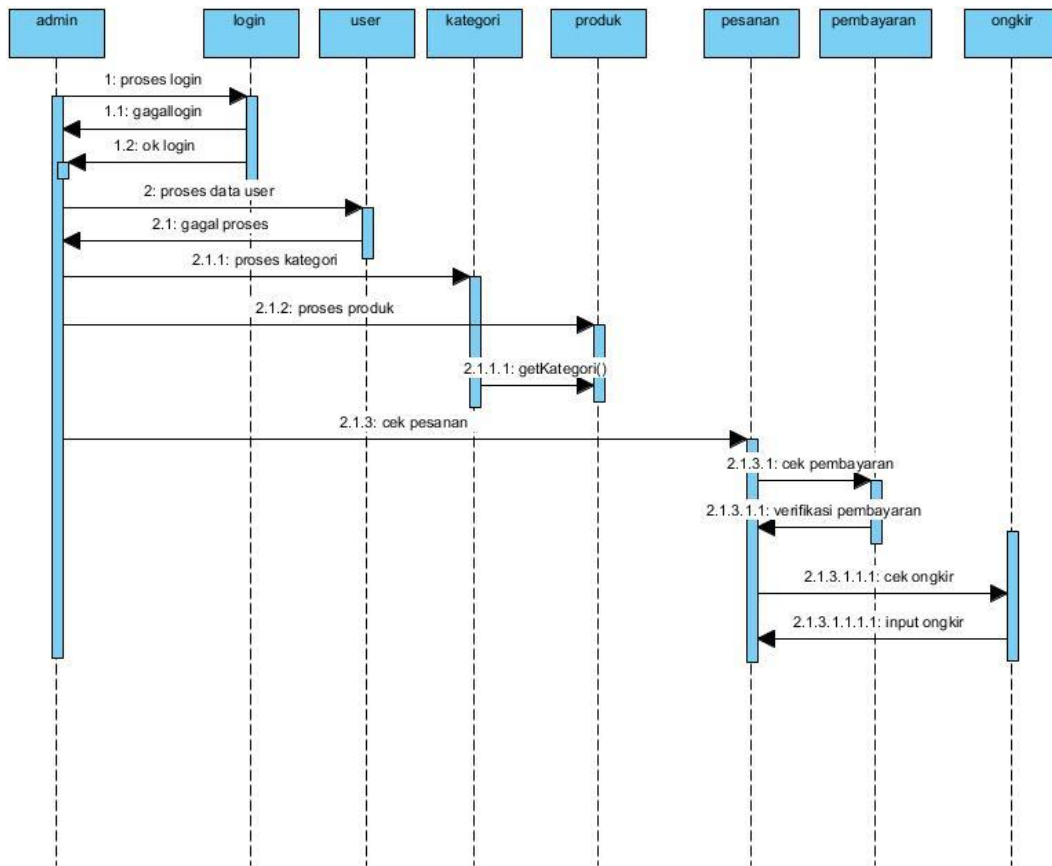 admin
login
user
kategori
produk
pesanan
pembayaran
ongkir
1: proses login
1.1: gagallogin
1.2: ok login
2: proses data user
2.1: gagal proses
2.1.1: proses kategori
2.1.2: proses produk
2.1.1.1: getKategori()
2.1.3: cek pesanan
2.1.3.1: cek pembayaran
2.1.3.1.1: verifikasi pembayaran
2.1.3.1.1.1: cek ongkir
2.1.3.1.1.1.1: input ongkir